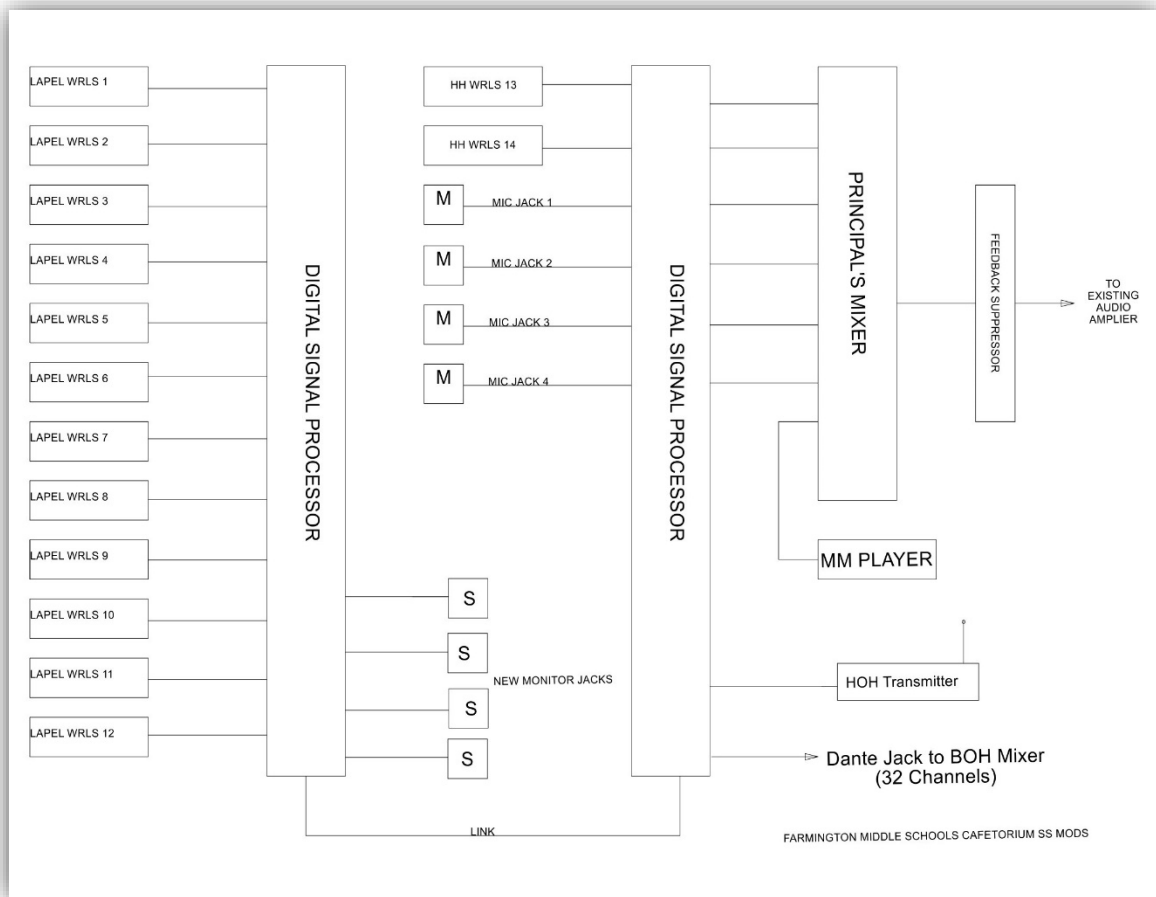 LAPEL WRLS 1
LAPEL WRLS 2
LAPEL WRLS 3
LAPEL WRLS 4
LAPEL WRLS 5
LAPEL WRLS 6
LAPEL WRLS 7
LAPEL WRLS 8
LAPEL WRLS 9
LAPEL WRLS 10
LAPEL WRLS 11
LAPEL WRLS 12
DIGITAL SIGNAL PROCESSOR
HH WRLS 13
HH WRLS 14
M
MIC JACK 1
M
MIC JACK 2
M
MIC JACK 3
M
MIC JACK 4
S
S
NEW MONITOR JACKS
S
S
LINK
DIGITAL SIGNAL PROCESSOR
PRINCIPAL'S MIXER
FEEDBACK SUPPRESSOR
TO
EXISTING
AUDIO
AMPLIER
MM PLAYER
HOH Transmitter
Dante Jack to BOH Mixer
(32 Channels)
FARMINGTON MIDDLE SCHOOLS CAFETORIUM SS MODS